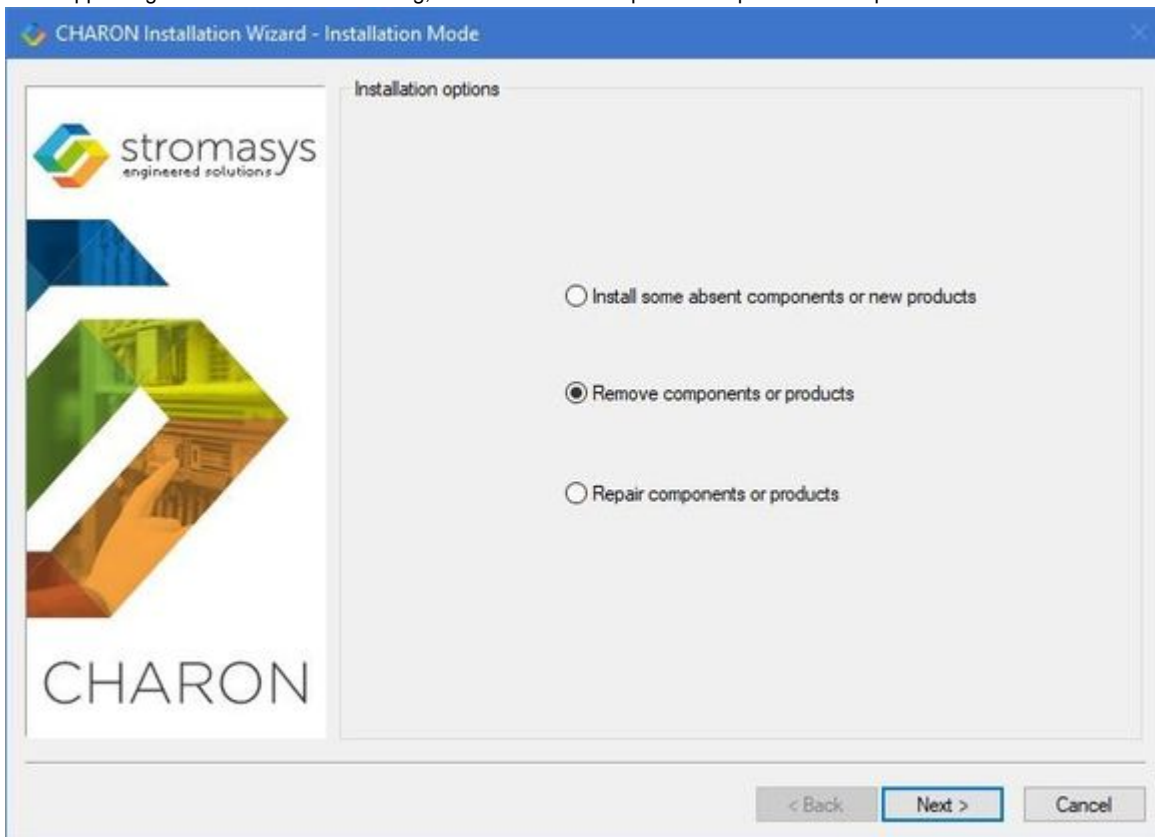 CHARON Installation Wizard - Installation Mode
Installation options
stromasys
engineered solutions
Install some absent components or new products
Remove components or products
Repair components or products
CHARON
< Back
Next >
Cancel